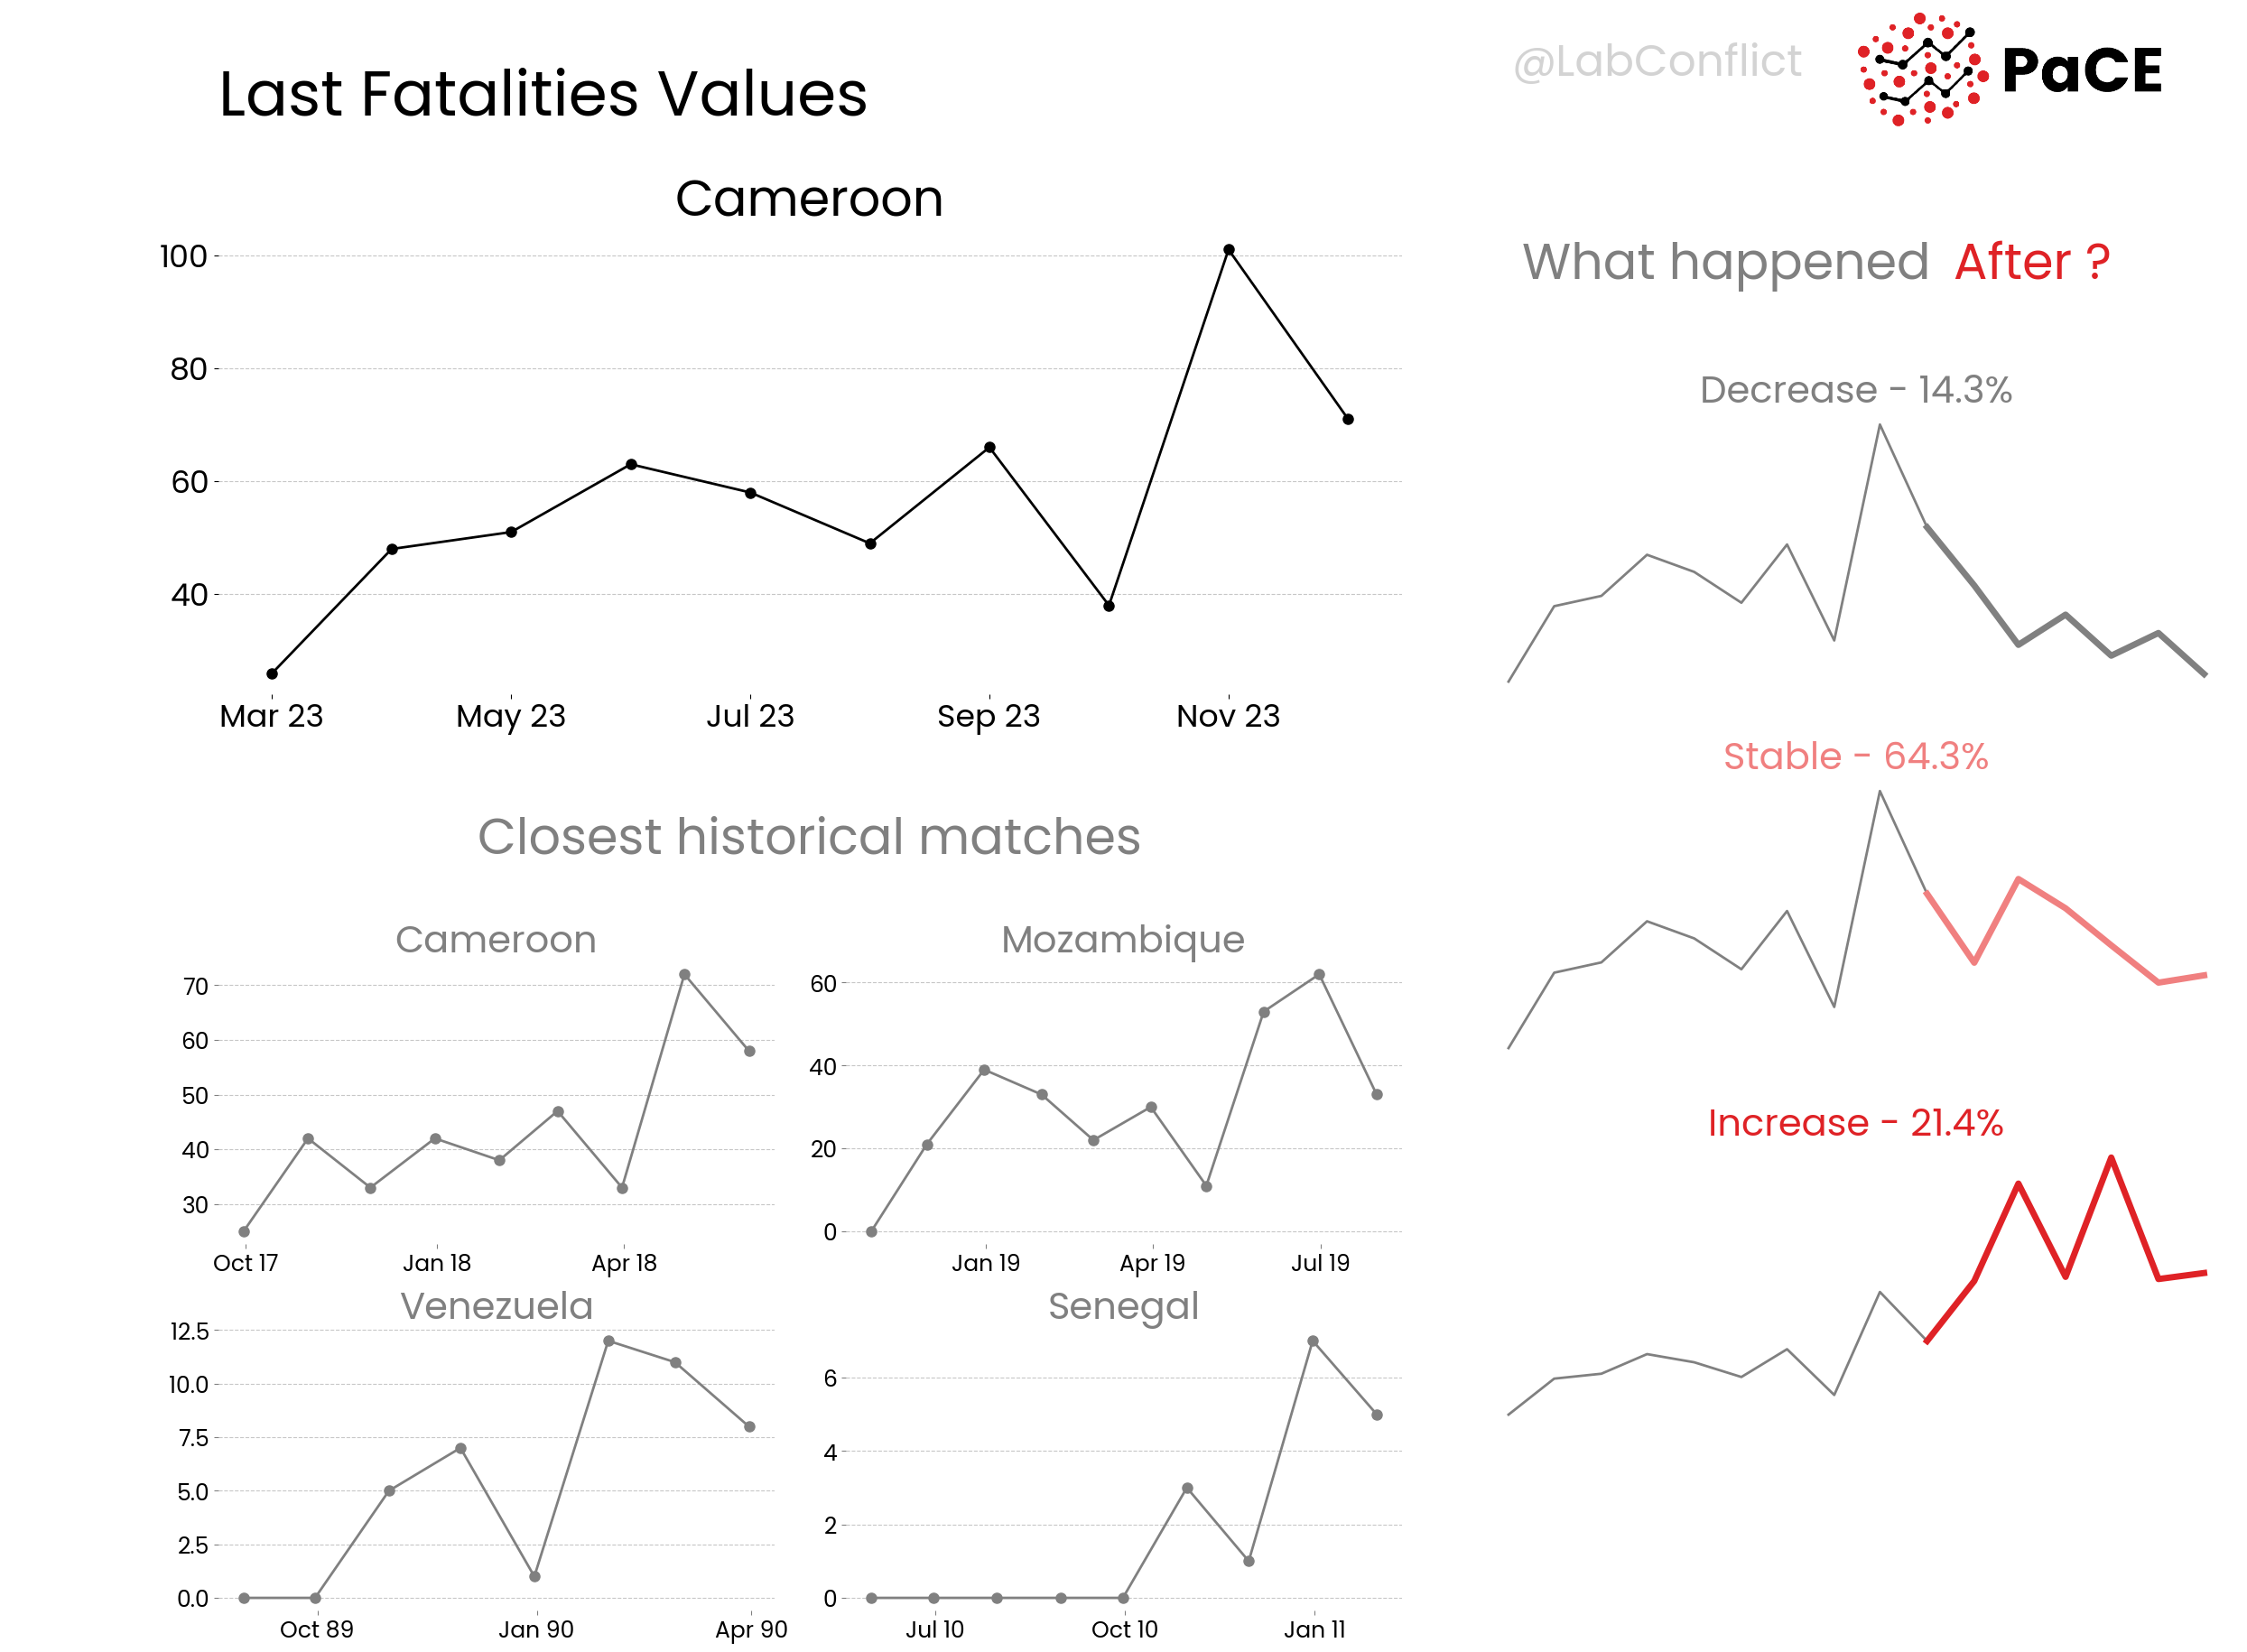 @LabConflict
PaCE
Last Fatalities Values
Cameroon
100
80
60
40
Mar 23 May 23 Jul 23 Sep 23 Nov 23
What happened After ?
Decrease - 14.3%
Stable - 64.3%
Increase - 21.4%
Closest historical matches
Cameroon
70
60
50
40
30
Oct 17 Jan 18 Apr 18
Mozambique
60
40
20
0
Jan 19 Apr 19 Jul 19
Venezuela
12.5
10.0
7.5
5.0
2.5
0.0
Oct 89 Jan 90 Apr 90
Senegal
6
4
2
0
Jul 10 Oct 10 Jan 11